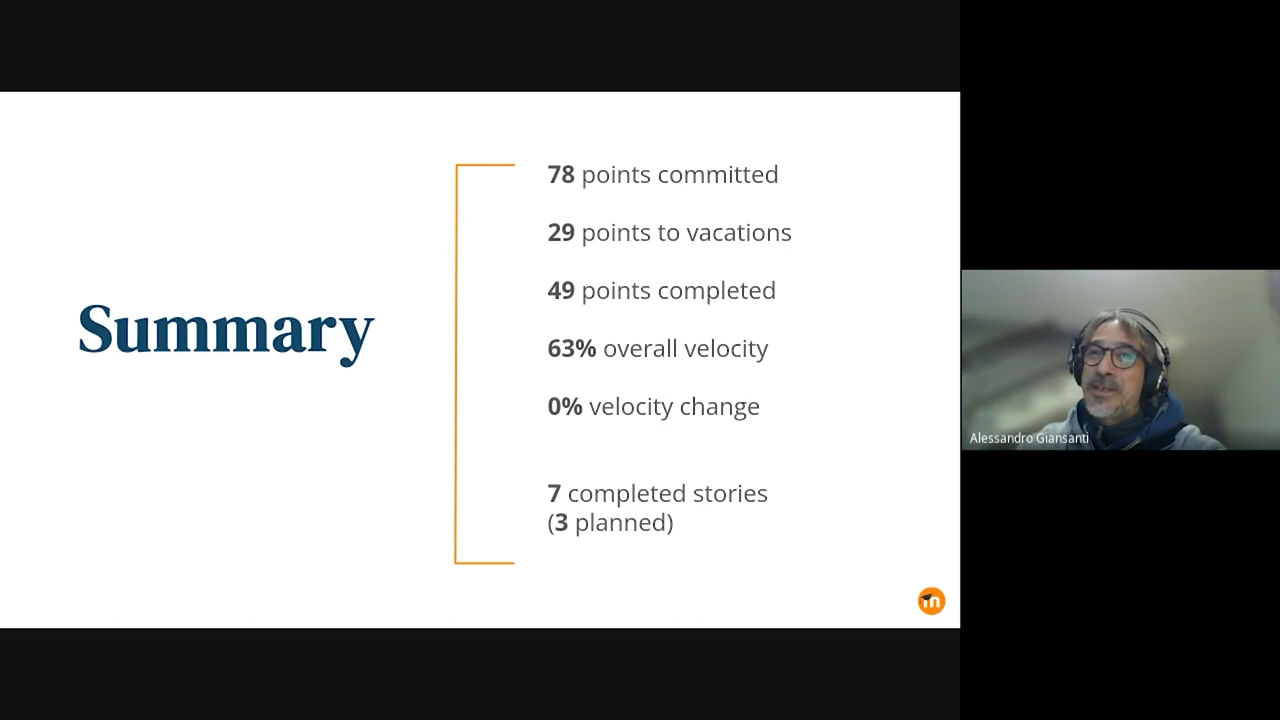 Summary
78 points committed
29 points to vacations
49 points completed
63% overall velocity
0% velocity change
7 completed stories
(3 planned)
m
Alessandro Giansanti